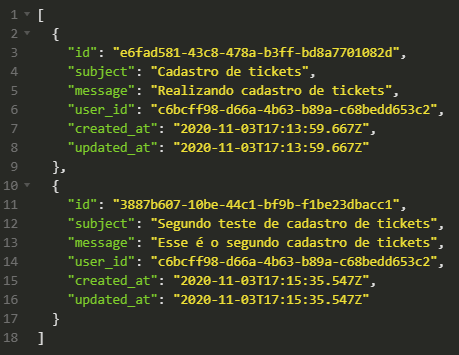 1 [
2 {
3 "id": "e6fad581-43c8-478a-b3ff-bd8a7701082d",
4 "subject": "Cadastro de tickets",
5 "message": "Realizando cadastro de tickets",
6 "user_id": "c6bcff98-d66a-4b63-b89a-c68bedd653c2",
7 "created_at": "2020-11-03T17:13:59.667Z",
8 "updated_at": "2020-11-03T17:13:59.667Z"
9 },
10 {
11 "id": "3887b607-10be-44c1-bf9b-f1be23dbacc1",
12 "subject": "Segundo teste de cadastro de tickets",
13 "message": "Esse é o segundo cadastro de tickets",
14 "user_id": "c6bcff98-d66a-4b63-b89a-c68bedd653c2",
15 "created_at": "2020-11-03T17:15:35.547Z",
16 "updated_at": "2020-11-03T17:15:35.547Z"
17 }
18 ]